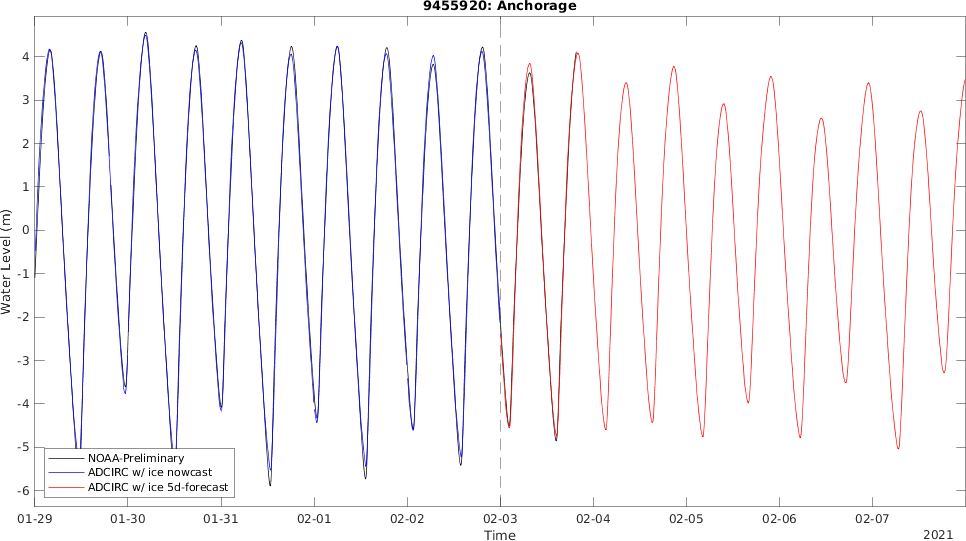 9455920: Anchorage
4
3
2
1
0
-1
-2
-3
-4
-5
-6
Water Level (m)
NOAA-Preliminary
ADCIRC w/ ice nowcast
ADCIRC w/ ice 5d-forecast
01-29 01-30 01-31 02-01 02-02 02-03 02-04 02-05 02-06 02-07
Time
2021